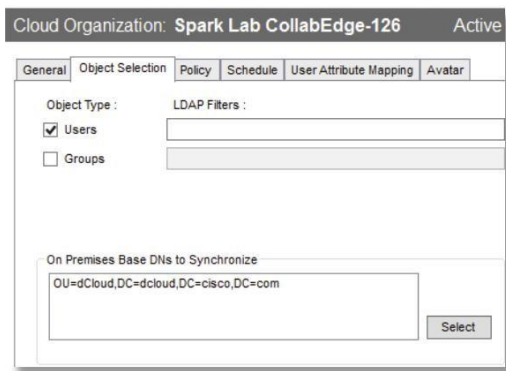 Cloud Organization: Spark Lab CollabEdge-126 Active
General Object Selection Policy Schedule User Attribute Mapping Avatar
Object Type : LDAP Filters :
Users
Groups
On Premises Base DNs to Synchronize
OU=dCloud,DC=dcloud,DC=cisco,DC=com
Select